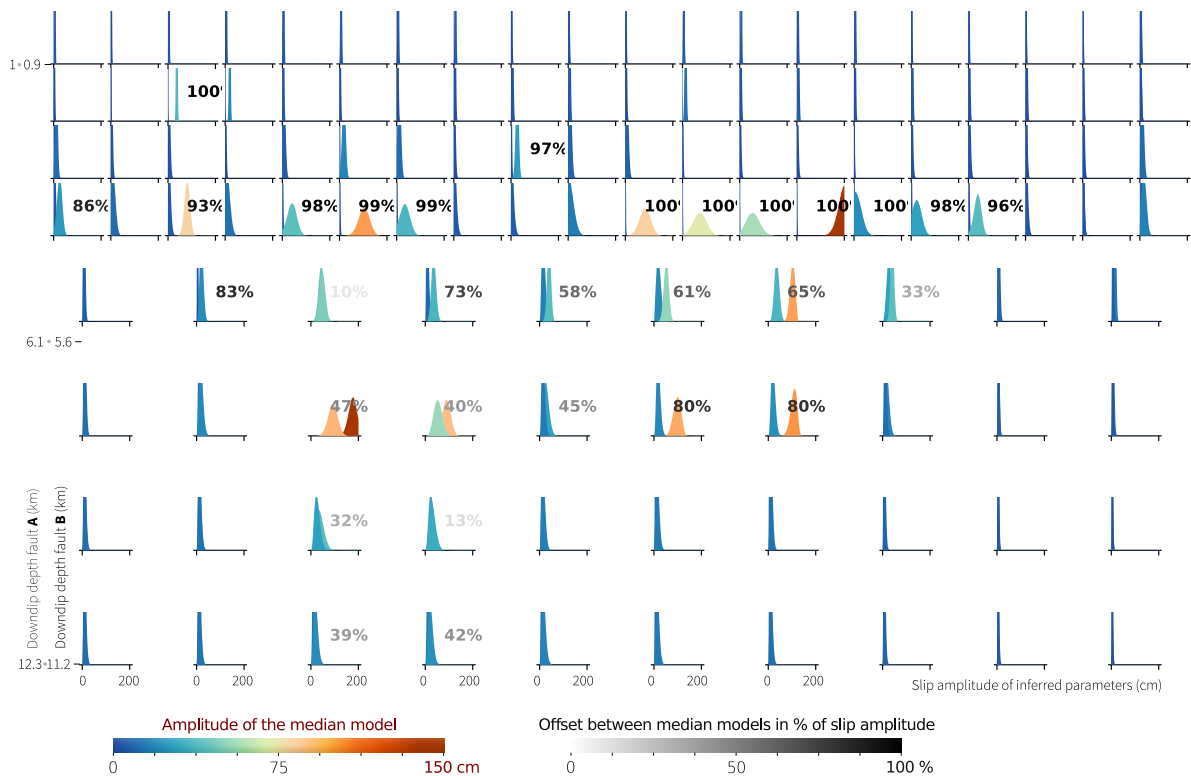 1 0.9
100%
97%
86% 93% 98% 99% 99% 100% 100% 100% 100% 100% 98% 96%
83% 10% 73% 58% 61% 65% 33%
6.1 5.6
47% 40% 45% 80% 80%
Downdip depth fault A (km)
Downdip depth fault B (km)
32% 13%
39% 42%
12.3 11.2
0 200 0 200 0 200 0 200 0 200 0 200 0 200
Slip amplitude of inferred parameters (cm)
Amplitude of the median model
0 75 150 cm
Offset between median models in % of slip amplitude
0 50 100 %